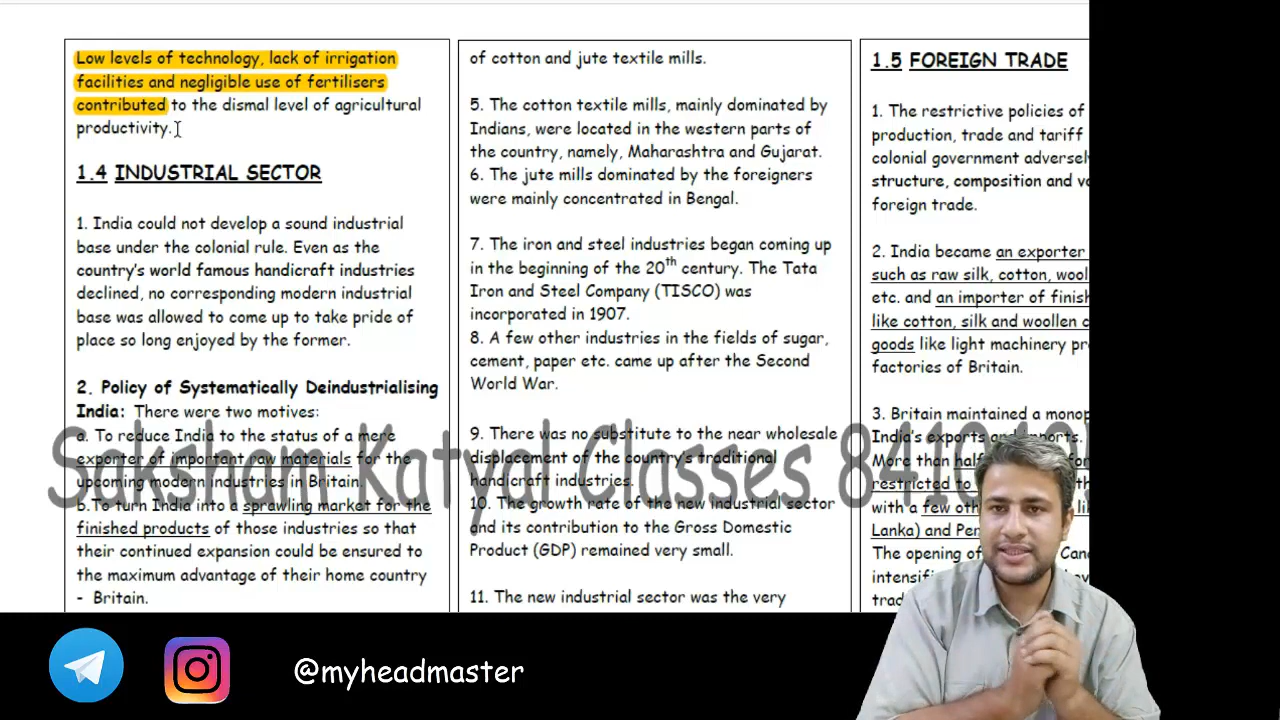 Low levels of technology, lack of irrigation
facilities and negligible use of fertilisers
contributed to the dismal level of agricultural
productivity.
1.4 INDUSTRIAL SECTOR
1. India could not develop a sound industrial
base under the colonial rule. Even as the
country's world famous handicraft industries
declined, no corresponding modern industrial
base was allowed to come up to take pride of
place so long enjoyed by the former.
2. Policy of Systematically Deindustrialising
India: There were two motives:
a. To reduce India to the status of a mere
exporter of important raw materials for the
upcoming modern industries in Britain.
b.To turn India into a sprawling market for the
finished products of those industries so that
their continued expansion could be ensured to
the maximum advantage of their home country
- Britain.
of cotton and jute textile mills.
5. The cotton textile mills, mainly dominated by
Indians, were located in the western parts of
the country, namely, Maharashtra and Gujarat.
6. The jute mills dominated by the foreigners
were mainly concentrated in Bengal.
7. The iron and steel industries began coming up
in the beginning of the 20th century. The Tata
Iron and Steel Company (TISCO) was
incorporated in 1907.
8. A few other industries in the fields of sugar,
cement, paper etc. came up after the Second
World War.
9. There was no substitute to the near wholesale
displacement of the country's traditional
handicraft industries.
10. The growth rate of the new industrial sector
and its contribution to the Gross Domestic
Product (GDP) remained very small.
11. The new industrial sector was the very
1.5 FOREIGN TRADE
1. The restrictive policies of
production, trade and tariff
colonial government adversel
structure, composition and v
foreign trade.
2. India became an exporter
such as raw silk, cotton, wool
etc. and an importer of finish
like cotton, silk and woollen c
goods like light machinery pr
factories of Britain.
3. Britain maintained a monop
India's exports and imports.
More than half
restricted to
with a few oth
Lanka) and Per
The opening of
intensifi
trad
Saksham Katyal Classes 8410
@myheadmaster